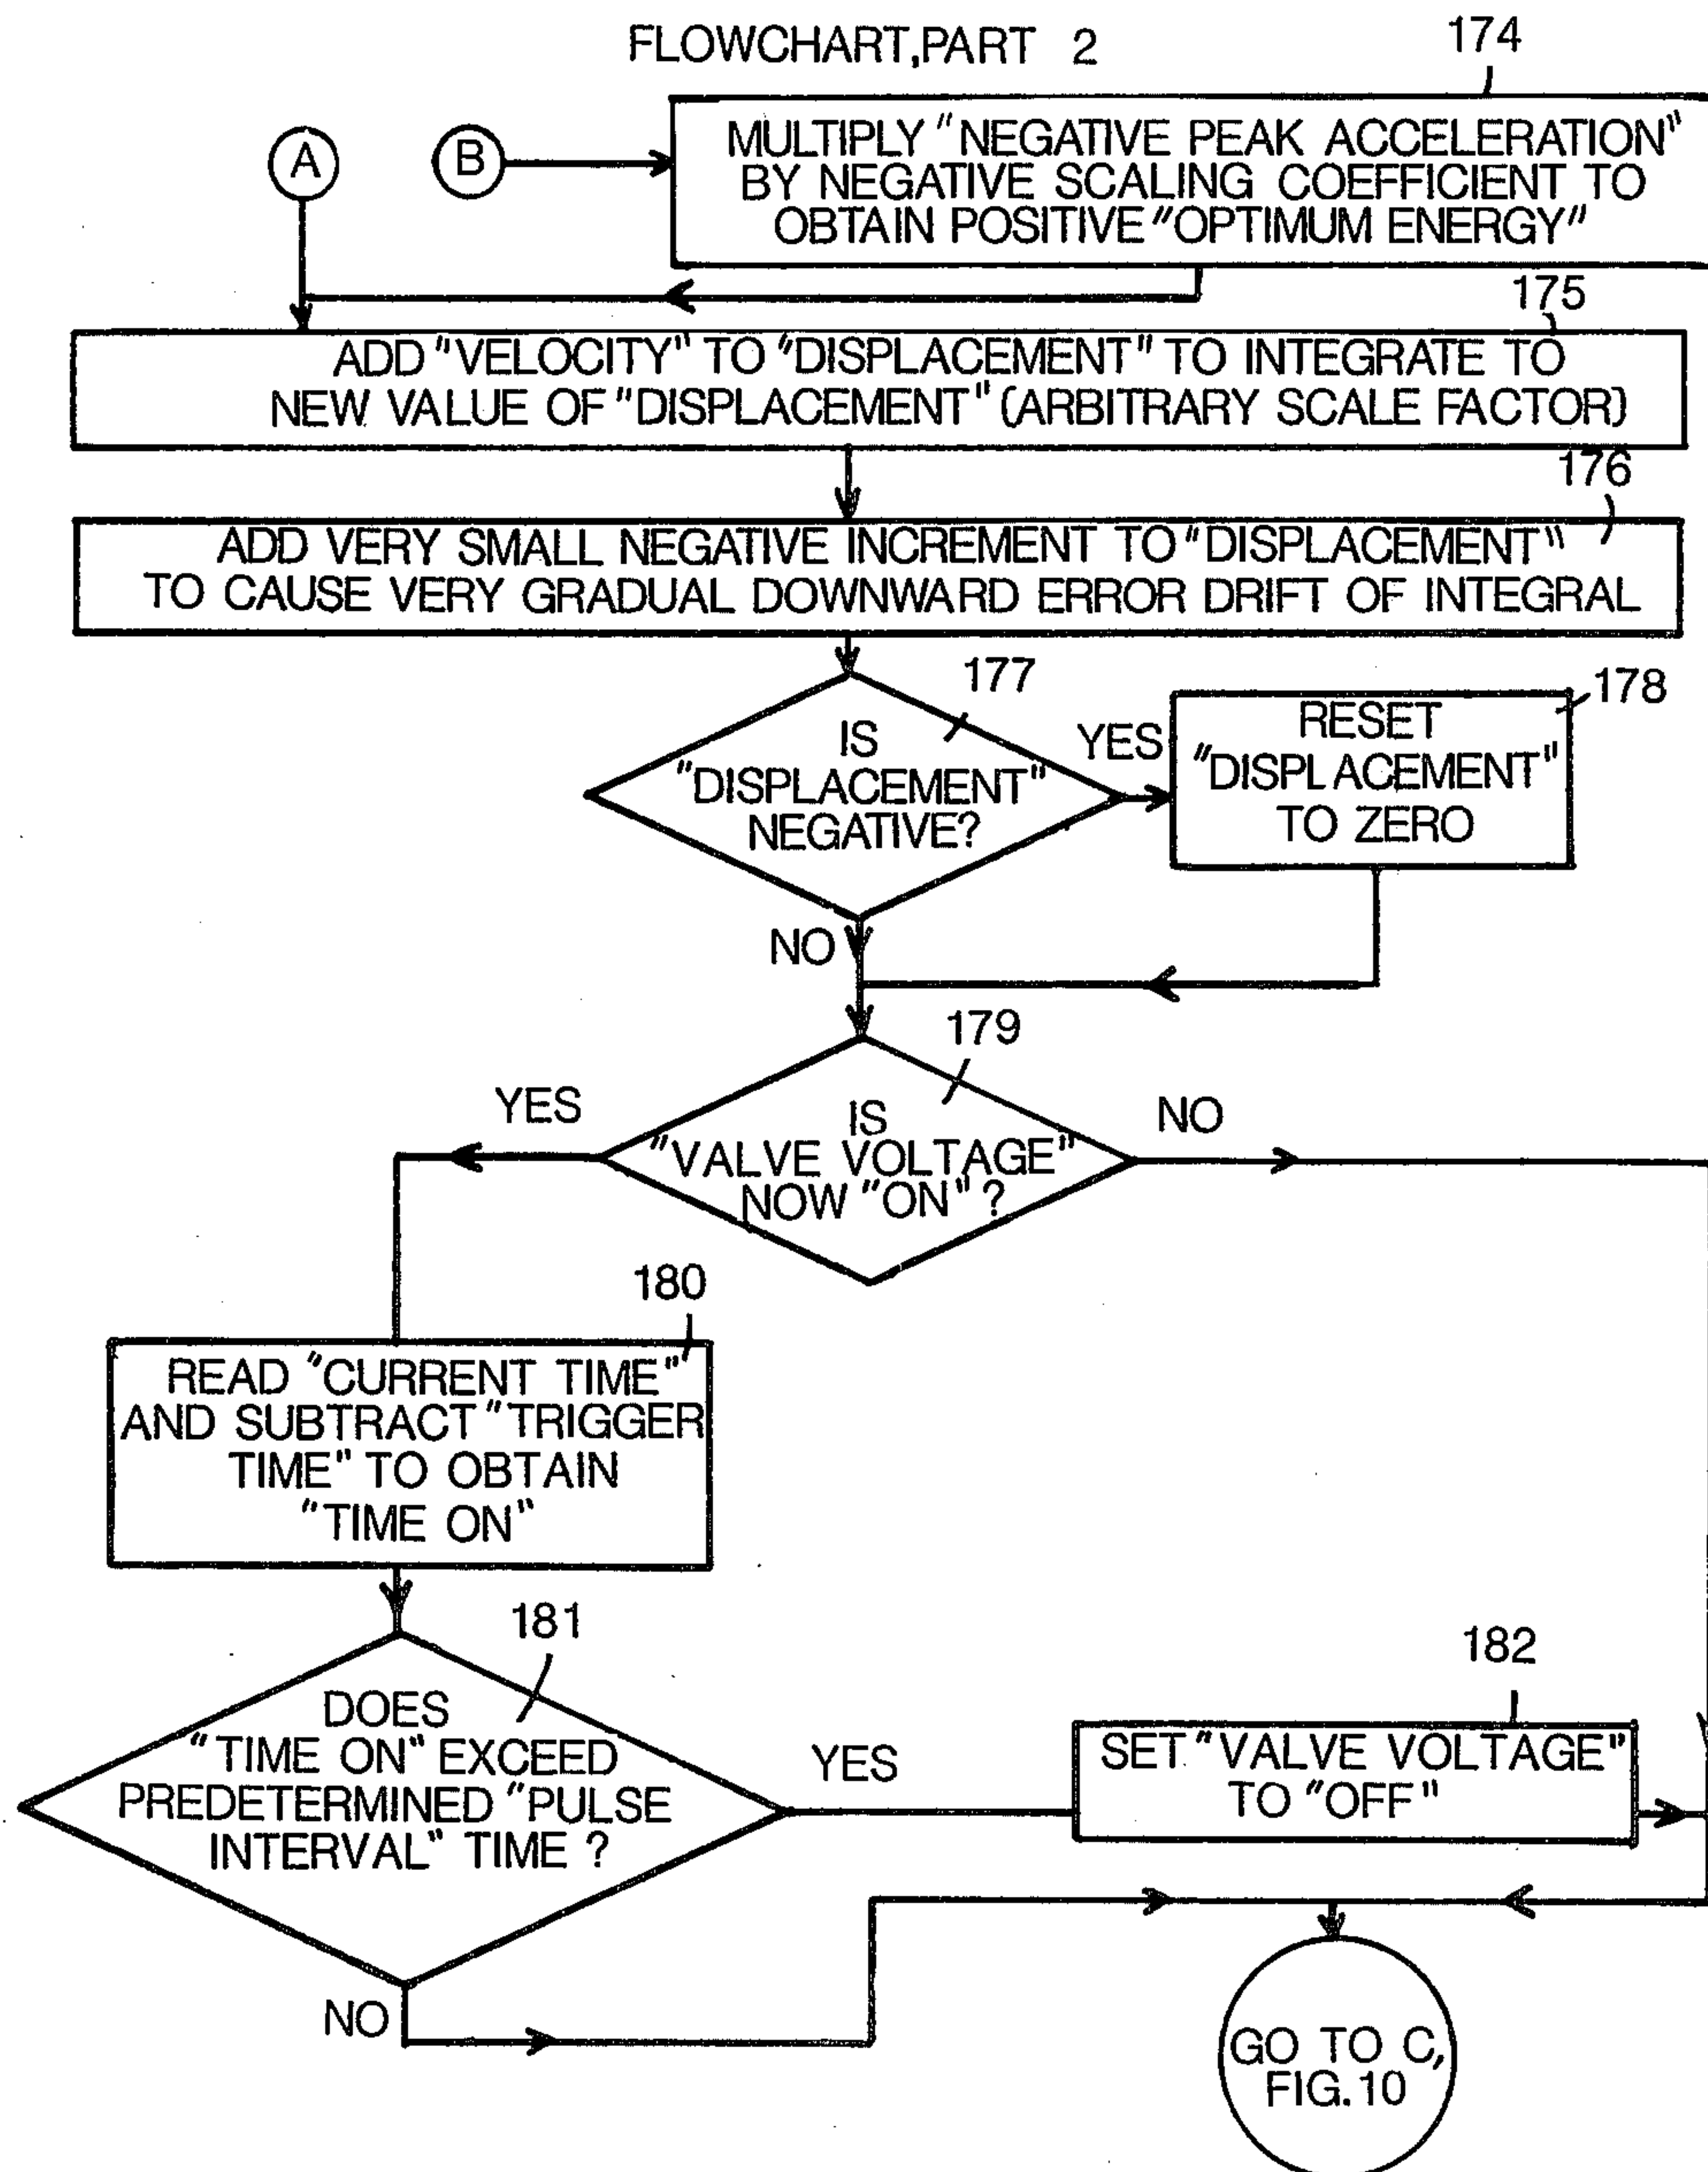 FLOWCHART,PART 2
174
A
B
MULTIPLY "NEGATIVE PEAK ACCELERATION"
BY NEGATIVE SCALING COEFFICIENT TO
OBTAIN POSITIVE "OPTIMUM ENERGY"
175
ADD "VELOCITY" TO "DISPLACEMENT" TO INTEGRATE TO
NEW VALUE OF "DISPLACEMENT" (ARBITRARY SCALE FACTOR)
176
ADD VERY SMALL NEGATIVE INCREMENT TO "DISPLACEMENT"
TO CAUSE VERY GRADUAL DOWNWARD ERROR DRIFT OF INTEGRAL
177
IS
"DISPLACEMENT"
NEGATIVE?
YES
178
RESET
"DISPLACEMENT"
TO ZERO
NO
179
IS
"VALVE VOLTAGE"
NOW "ON"?
YES
NO
180
READ "CURRENT TIME"
AND SUBTRACT "TRIGGER
TIME" TO OBTAIN
"TIME ON"
181
DOES
"TIME ON" EXCEED
PREDETERMINED "PULSE
INTERVAL" TIME ?
YES
182
SET "VALVE VOLTAGE"
TO "OFF"
NO
GO TO C,
FIG.10